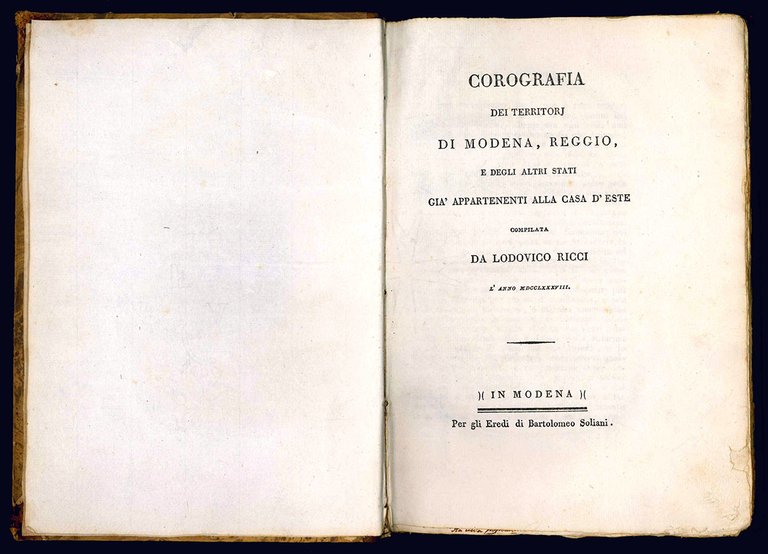 COROGRAFIA
DEI TERRITORJ
DI MODENA, REGGIO,
E DEGLI ALTRI STATI
GIA' APPARTENENTI ALLA CASA D'ESTE
COMPILATA
DA LODOVICO RICCI
L' ANNO MDCCLXXXVIII.
)( IN MODENA )(
Per gli Eredi di Bartolomeo Soliani.